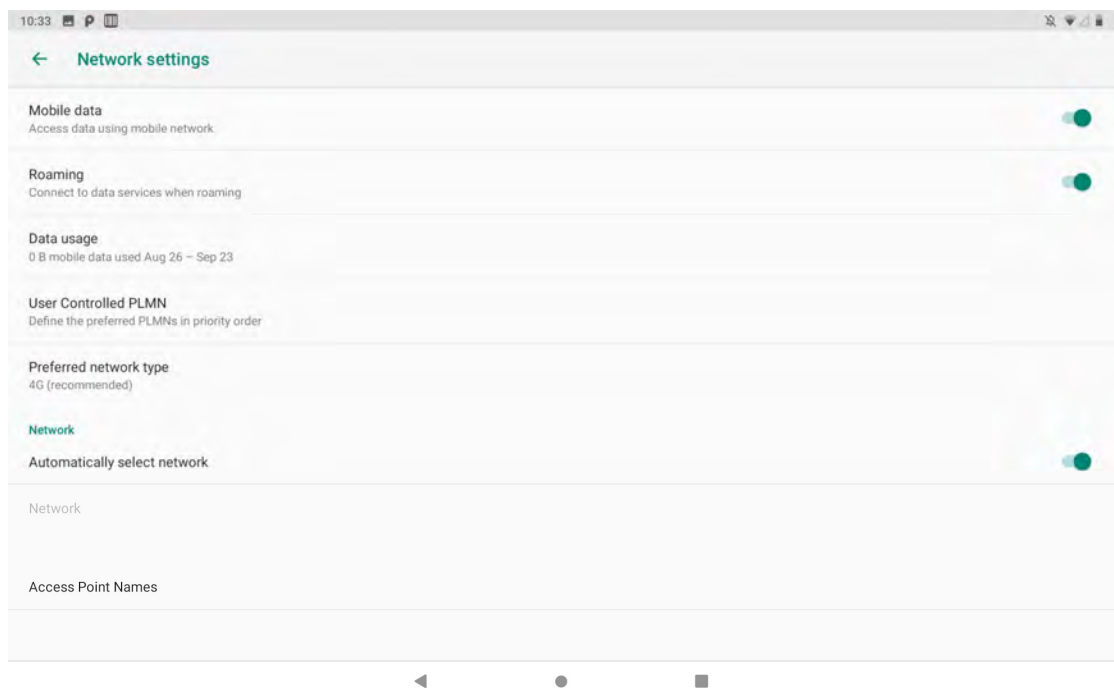 10:33
Network settings
Mobile data
Access data using mobile network
Roaming
Connect to data services when roaming
Data usage
0 B mobile data used Aug 26 – Sep 23
User Controlled PLMN
Define the preferred PLMNs in priority order
Preferred network type
4G (recommended)
Network
Automatically select network
Network
Access Point Names